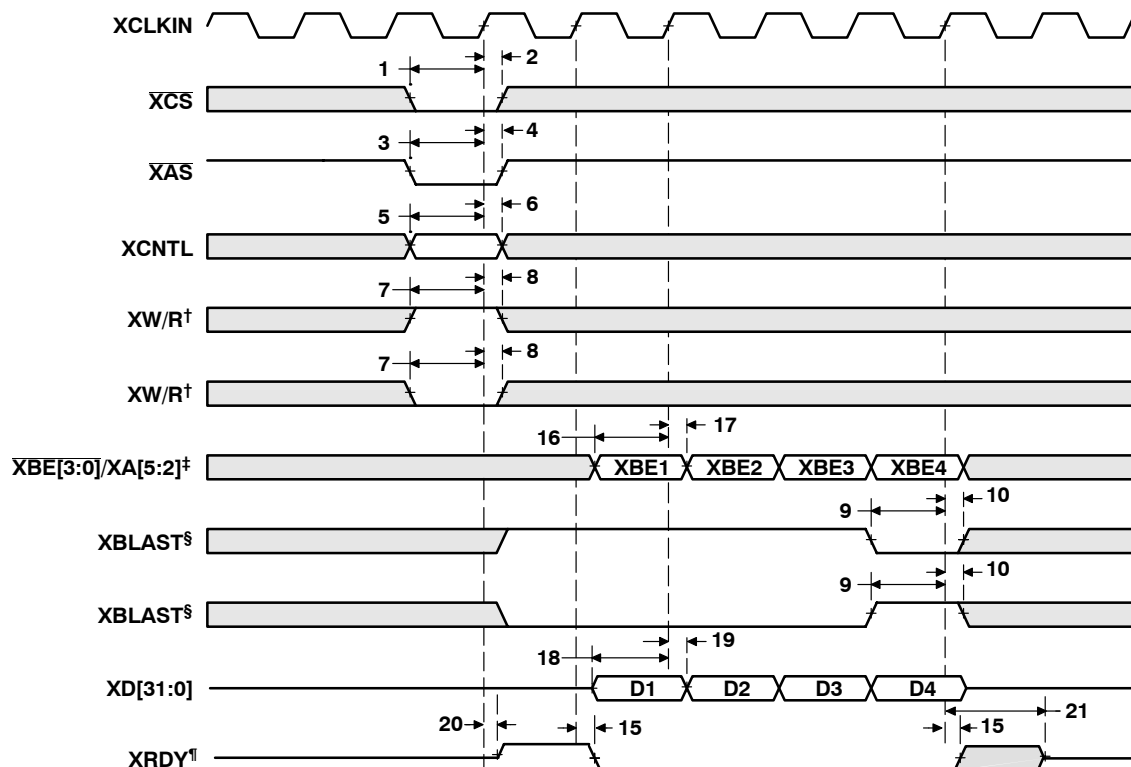 XCLKIN
1
2
XCS
3
4
XAS
5
6
XCNTL
7
8
XW/R†
7
8
XW/R†
16
17
XBE[3:0]/XA[5:2]‡
XBE1
XBE2
XBE3
XBE4
9
10
XBLAST§
9
10
XBLAST§
18
19
XD[31:0]
D1
D2
D3
D4
20
15
15
21
XRDY¶